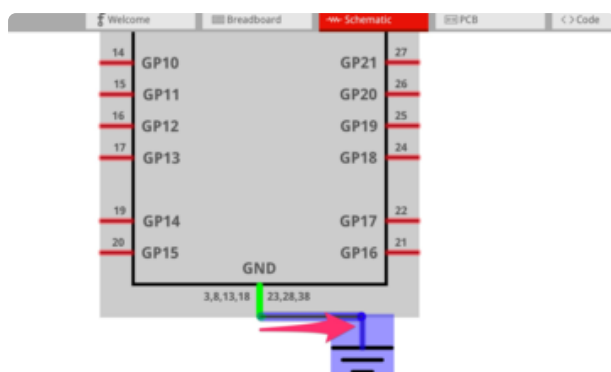 Welcome Breadboard Schematic PCB <> Code
14 GP10 GP21 27
15 GP11 GP20 26
16 GP12 GP19 25
17 GP13 GP18 24
19 GP14 GP17 22
20 GP15 GP16 21
GND
3,8,13,18 23,28,38